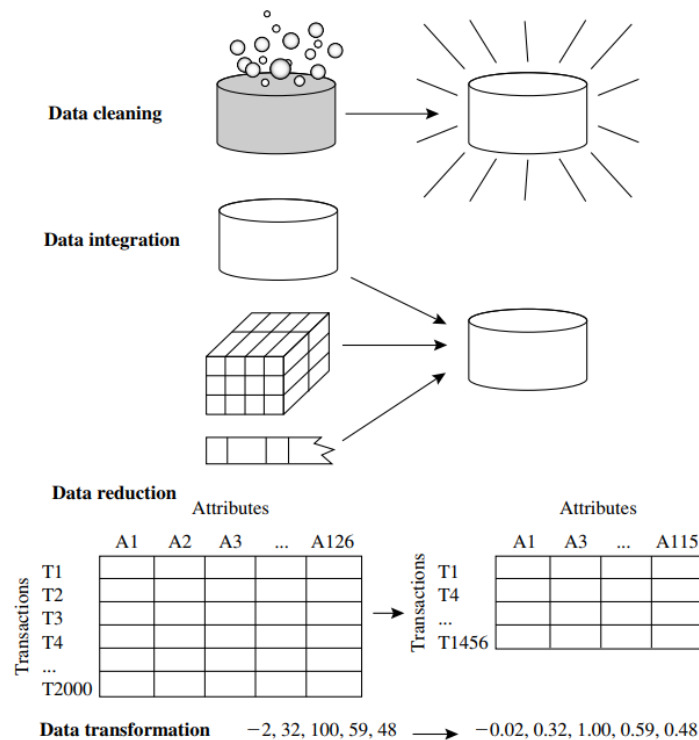 Data cleaning
Data integration
Data reduction
Attributes
A1 A2 A3 ... A126
Transactions
T1
T2
T3
T4
...
T2000
Attributes
A1 A3 ... A115
Transactions
T1
T4
...
T1456
Data transformation −2, 32, 100, 59, 48 −0.02, 0.32, 1.00, 0.59, 0.48